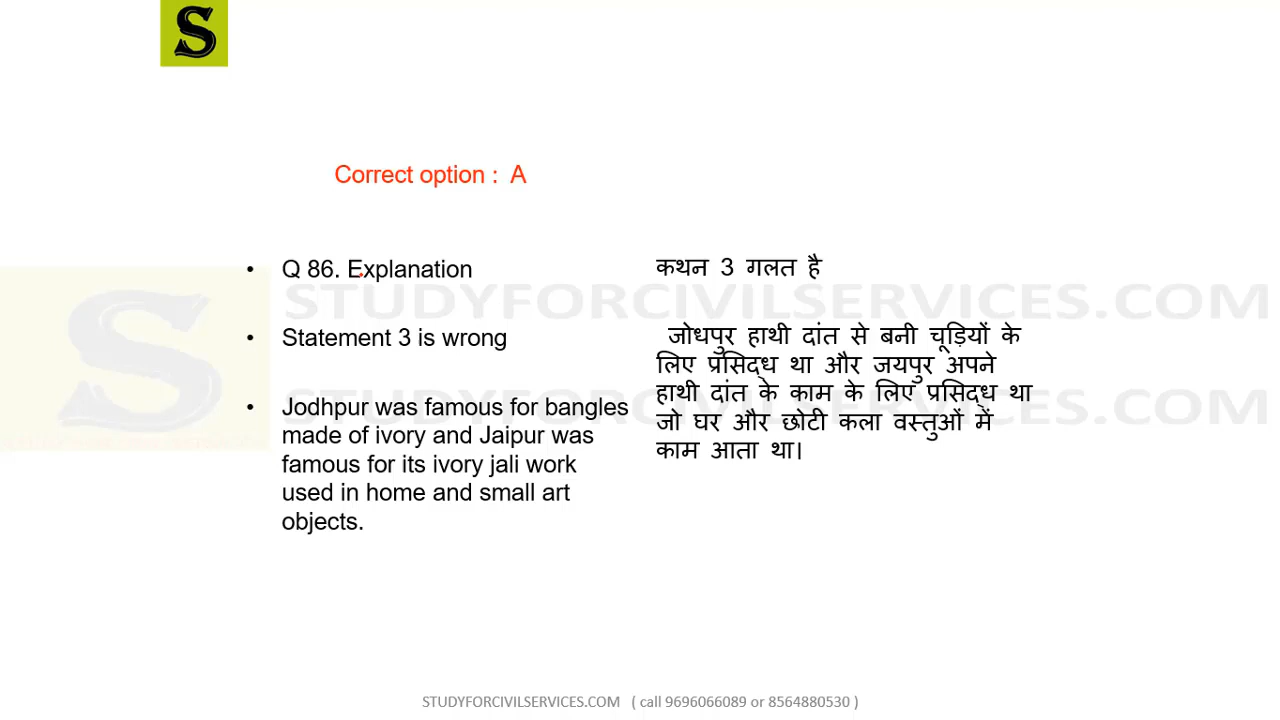 S
Correct option : A
• Q 86. Explanation
• Statement 3 is wrong
• Jodhpur was famous for bangles
made of ivory and Jaipur was
famous for its ivory jali work
used in home and small art
objects.
कथन 3 गलत है
जोधपुर हाथी दांत से बनी चूड़ियों के
लिए प्रसिद्ध था और जयपुर अपने
हाथी दांत के काम के लिए प्रसिद्ध था
जो घर और छोटी कला वस्तुओं में
काम आता था।
S
STUDYFORCIVILSERVICES.COM
STUDYFORCIVILSERVICES.COM
STUDYFORCIVILSERVICES.COM ( call 9696066089 or 8564880530 )